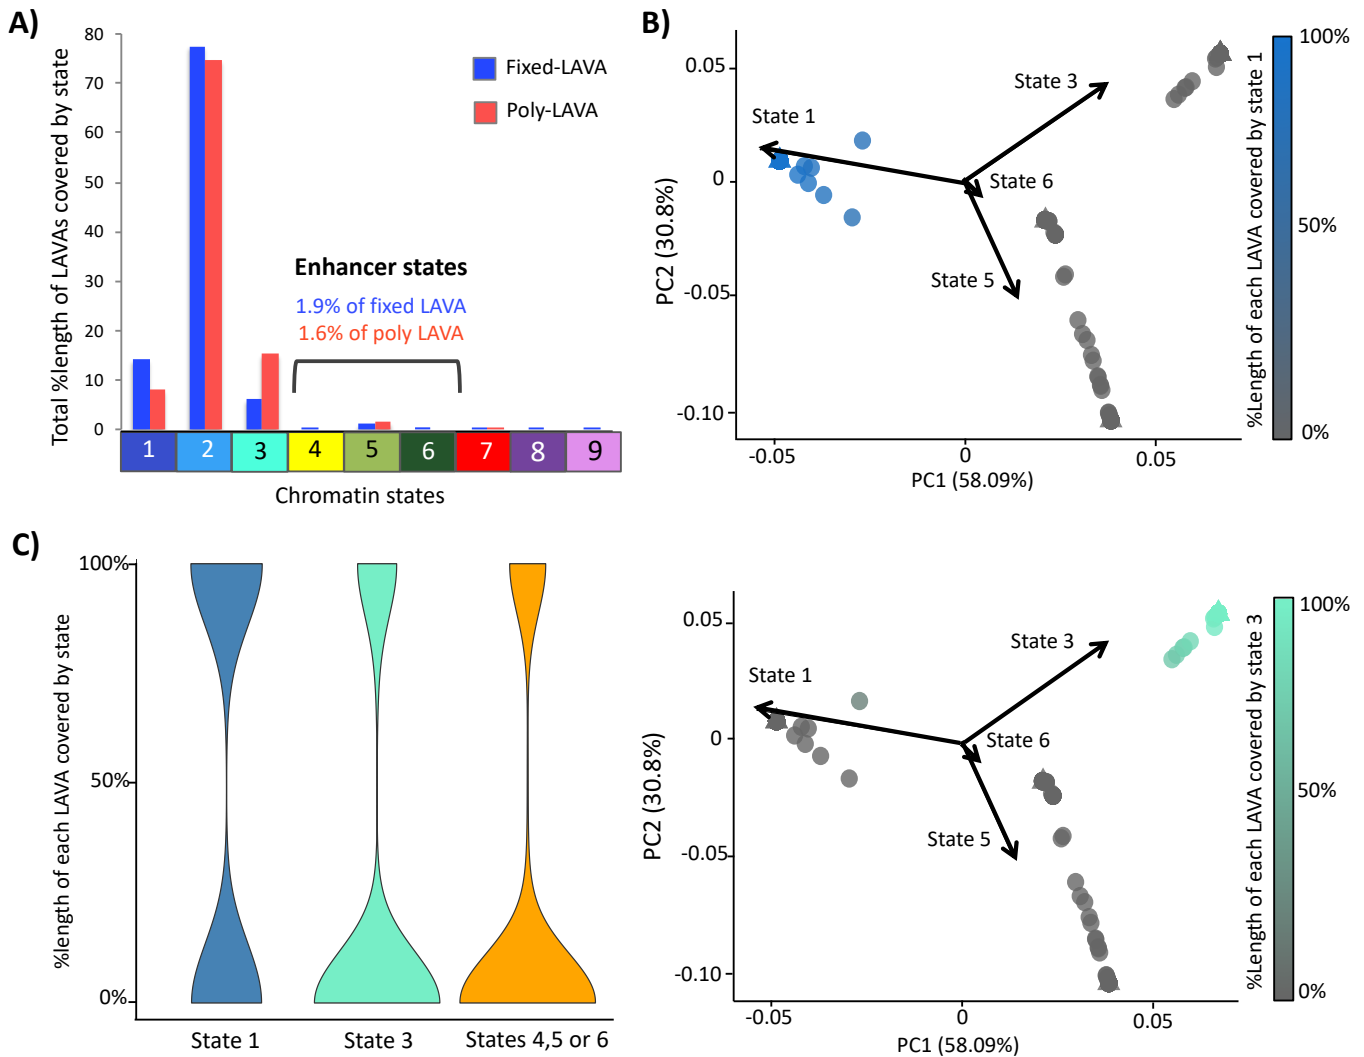 A)
Total %length of LAVAs covered by state
80
70
60
50
40
30
20
10
0
Fixed-LAVA
Poly-LAVA
Enhancer states
1.9% of fixed LAVA
1.6% of poly LAVA
1 2 3 4 5 6 7 8 9
Chromatin states
B)
PC2 (30.8%)
0.05
0
-0.05
-0.10
State 1
State 3
State 6
State 5
-0.05 0 0.05
PC1 (58.09%)
%Length of each LAVA covered by state 1
100%
50%
0%
C)
%length of each LAVA covered by state
100%
50%
0%
State 1 State 3 States 4,5 or 6
PC2 (30.8%)
0.05
0
-0.05
-0.10
State 1
State 3
State 6
State 5
-0.05 0 0.05
PC1 (58.09%)
%Length of each LAVA covered by state 3
100%
50%
0%